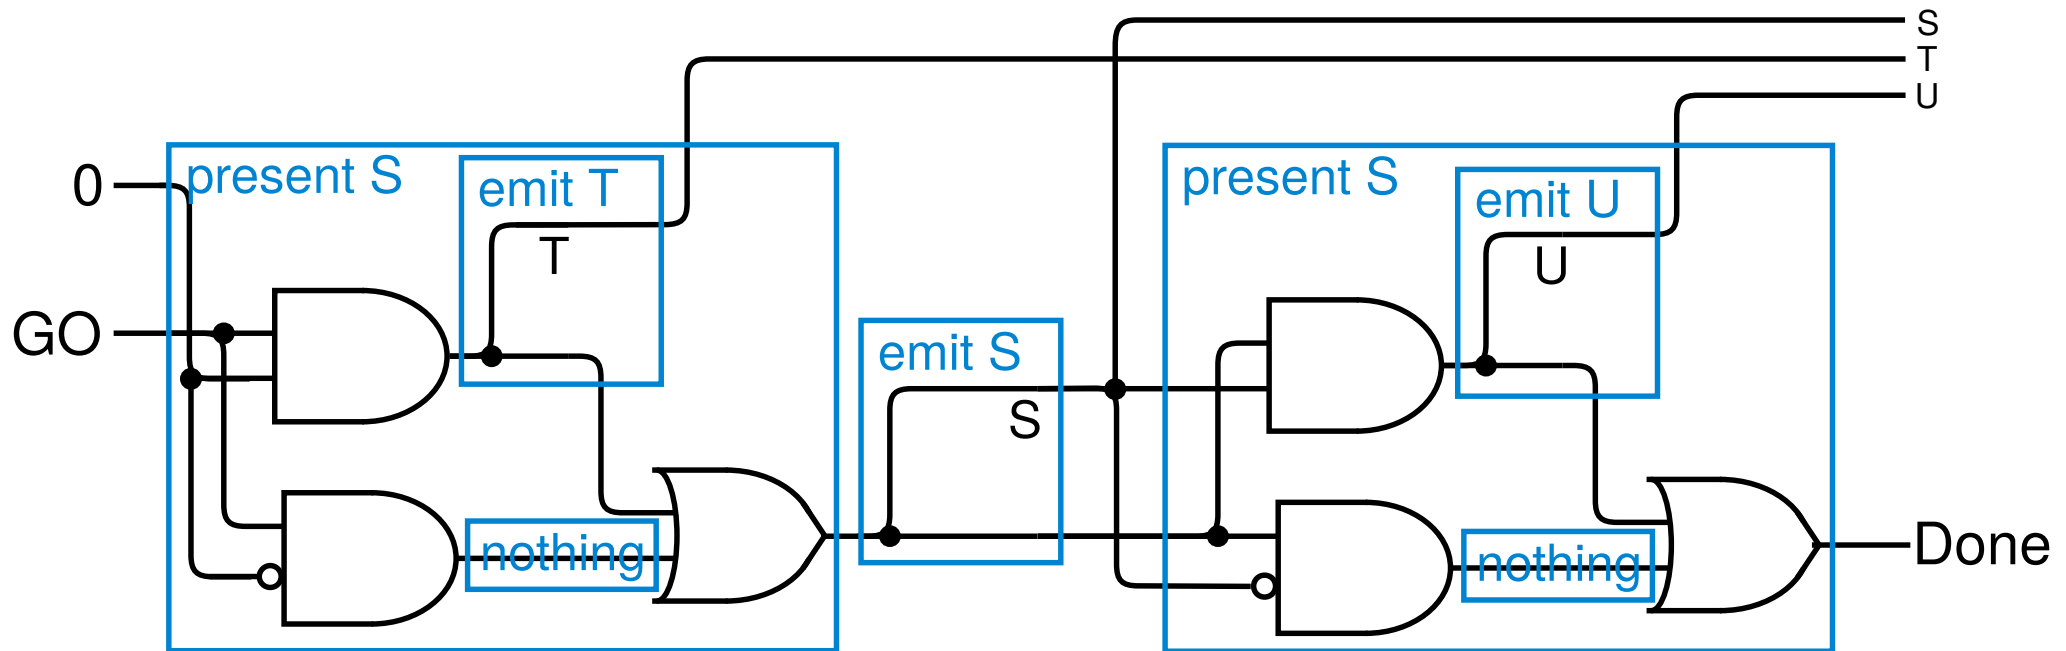 S
T
U
0
present S
emit T
T
GO
nothing
emit S
S
present S
emit U
U
nothing
Done